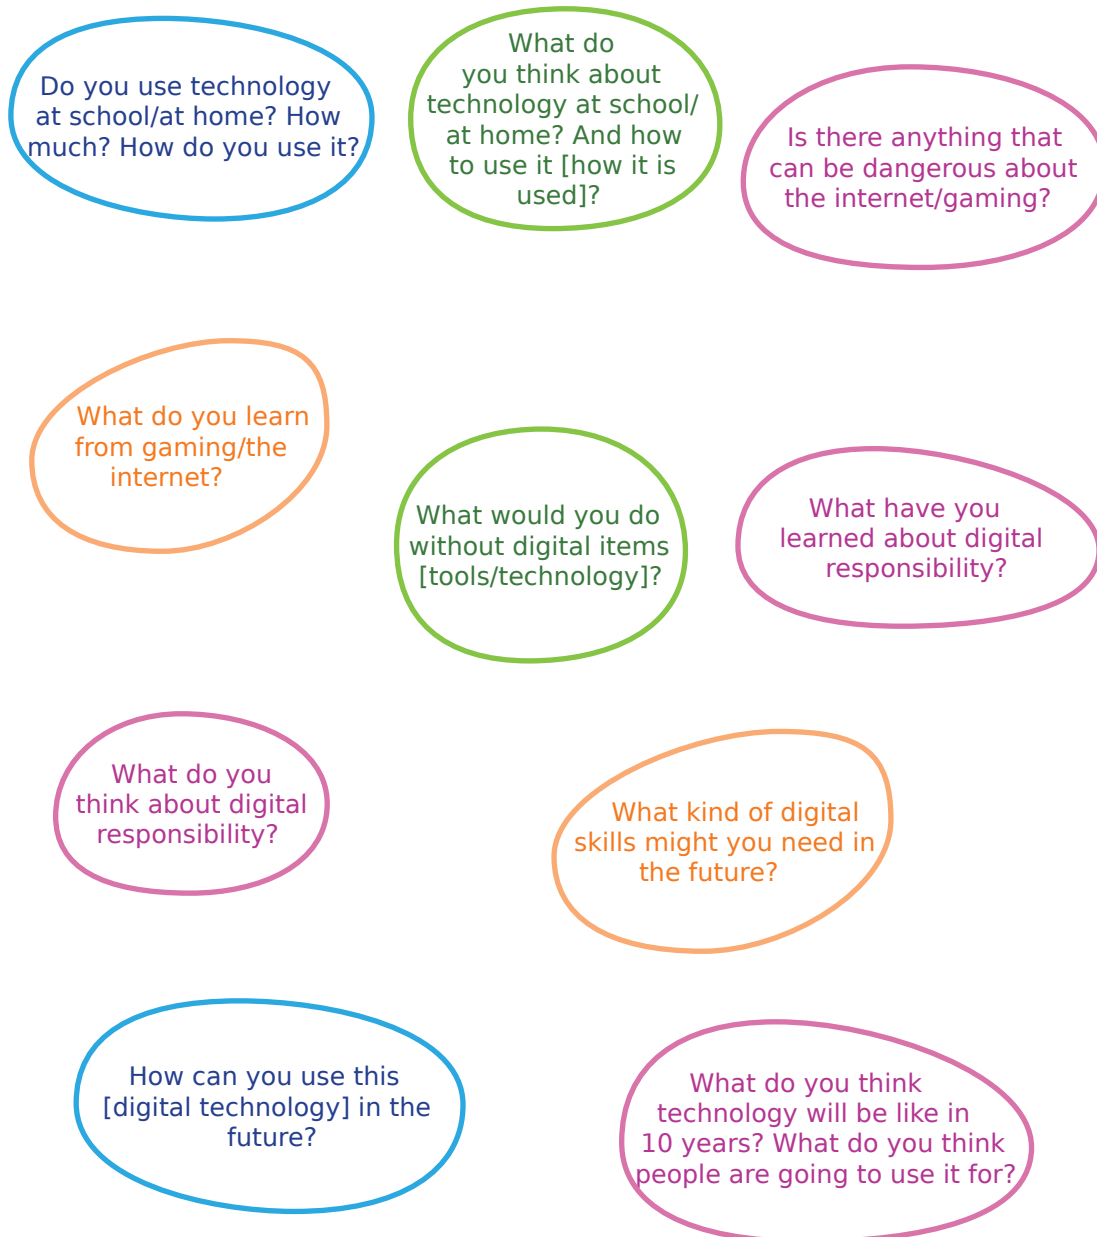 Do you use technology
at school/at home? How
much? How do you use it?
What do
you think about
technology at school/
at home? And how
to use it [how it is
used]?
Is there anything that
can be dangerous about
the internet/gaming?
What do you learn
from gaming/the
internet?
What would you do
without digital items
[tools/technology]?
What have you
learned about digital
responsibility?
What do you
think about digital
responsibility?
What kind of digital
skills might you need in
the future?
How can you use this
[digital technology] in the
future?
What do you think
technology will be like in
10 years? What do you think
people are going to use it for?